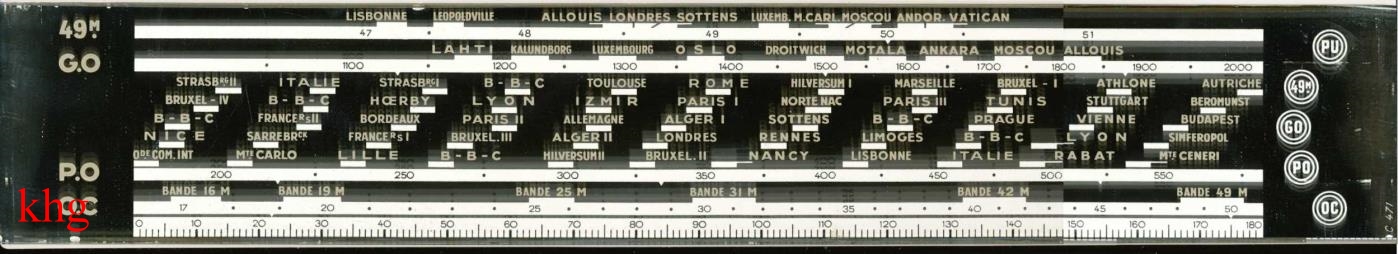 49M LISBONNE LEOPOLDVILLE ALLOUIS LONDRES SOTTENS LUXEMB. M.CARL. MOSCOU ANDOR. VATICAN PU
47 48 49 50 51
G.O LAHTI KALUNDBORG LUXEMBOURG OSLO DROITWICH MOTALA ANKARA MOSCOU ALLOUIS
1100 1200 1300 1400 1500 1600 1700 1800 1900 2000
STRASBRG II ITALIE STRASBRG I B-B-C TOULOUSE ROME HILVERSUM I MARSEILLE BRUXEL-I ATHLONE AUTRICHE 49M
BRUXEL-IV B-B-C HŒRBY LYON IZMIR PARIS I NORTE NAC PARIS III TUNIS STUTTGART BEROMUNST
B-B-C FRANCE RS II BORDEAUX PARIS II ALLEMAGNE ALGER I SOTTENS B-B-C PRAGUE VIENNE BUDAPEST GO
NICE SARREBRCK FRANCE RS I BRUXEL.III ALGER II LONDRES RENNES LIMOGES B-B-C LYON SIMFEROPOL
ODE COM.INT MTE CARLO LILLE B-B-C HILVERSUM II BRUXEL.II NANCY LISBONNE ITALIE RABAT MTE CENERI PO
P.O 200 250 300 350 400 450 500 550
BANDE 16 M BANDE 19 M BANDE 25 M BANDE 31 M BANDE 42 M BANDE 49 M
khg 17 20 25 30 35 40 45 50 OC
0 10 20 30 40 50 60 70 80 90 100 110 120 130 140 150 160 170 180